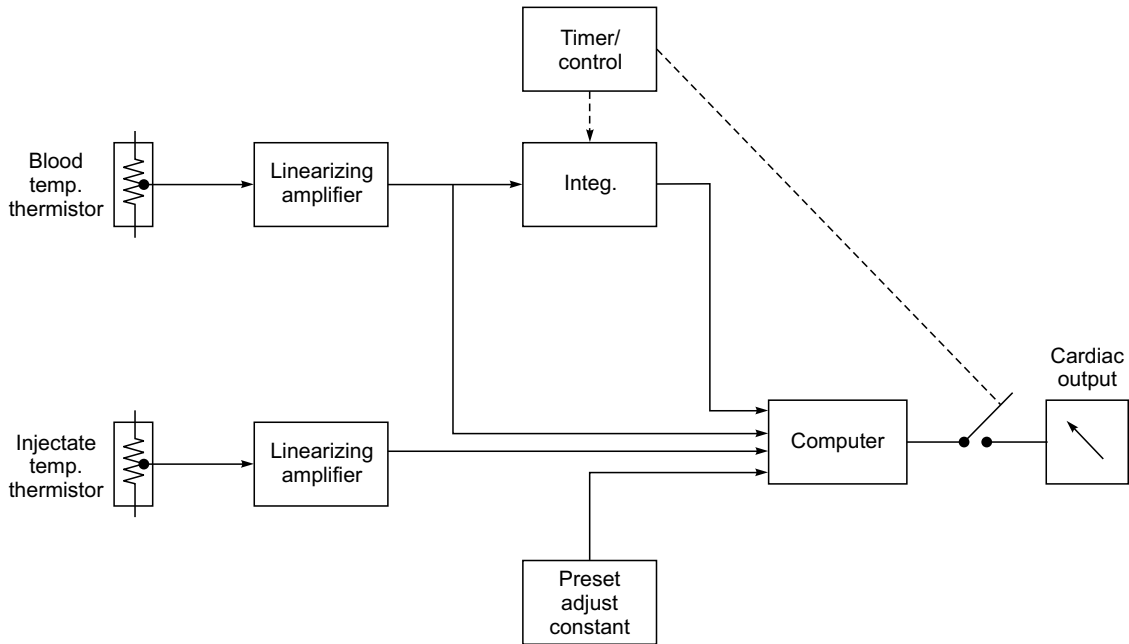 Timer/
control
Blood
temp.
thermistor
Linearizing
amplifier
Integ.
Cardiac
output
Injectate
temp.
thermistor
Linearizing
amplifier
Computer
Preset
adjust
constant